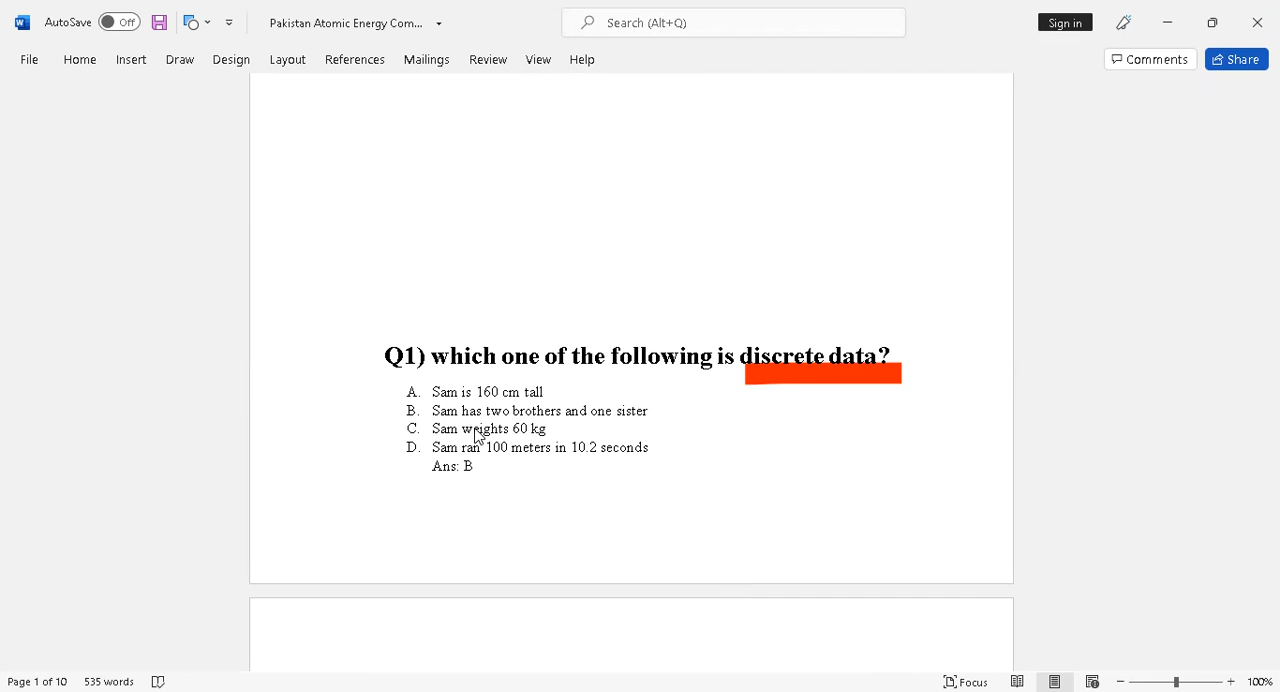 AutoSave Off Pakistan Atomic Energy Com... Search (Alt+Q) Sign in
File Home Insert Draw Design Layout References Mailings Review View Help Comments Share
Q1) which one of the following is discrete data?
A. Sam is 160 cm tall
B. Sam has two brothers and one sister
C. Sam weights 60 kg
D. Sam ran 100 meters in 10.2 seconds
Ans: B
Page 1 of 10 535 words Focus 100%